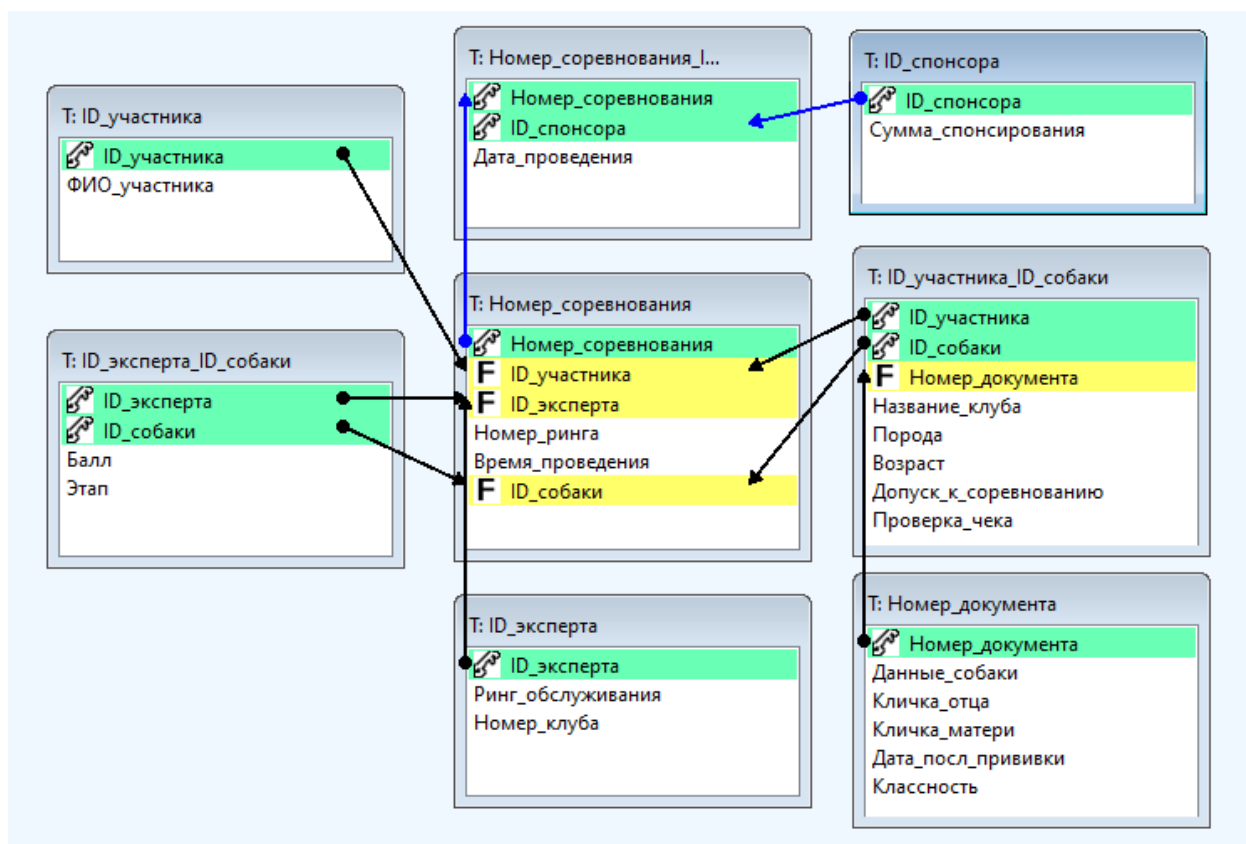 T: ID_участника
ID_участника
ФИО_участника
T: ID_эксперта_ID_собаки
ID_эксперта
ID_собаки
Балл
Этап
T: Номер_соревнования_I...
Номер_соревнования
ID_спонсора
Дата_проведения
T: Номер_соревнования
Номер_соревнования
F ID_участника
F ID_эксперта
Номер_ринга
Время_проведения
F ID_собаки
T: ID_эксперта
ID_эксперта
Ринг_обслуживания
Номер_клуба
T: ID_спонсора
ID_спонсора
Сумма_спонсирования
T: ID_участника_ID_собаки
ID_участника
ID_собаки
F Номер_документа
Название_клуба
Порода
Возраст
Допуск_к_соревнованию
Проверка_чека
T: Номер_документа
Номер_документа
Данные_собаки
Кличка_отца
Кличка_матери
Дата_посл_прививки
Классность